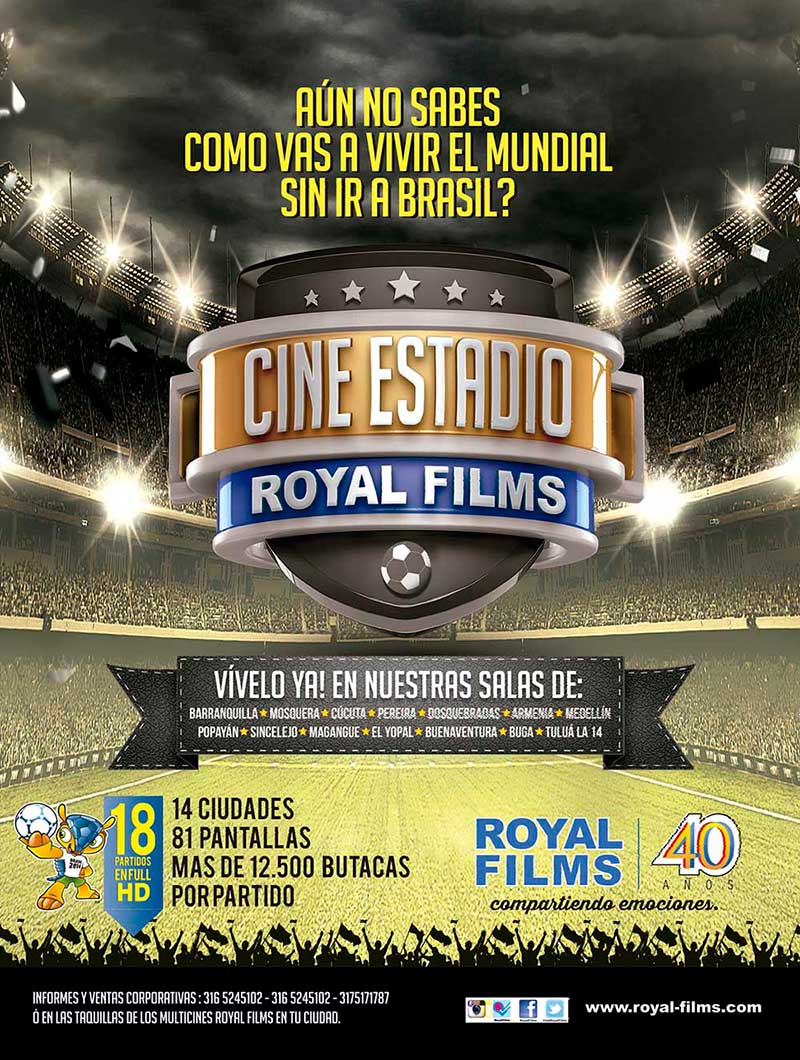 AÚN NO SABES
COMO VAS A VIVIR EL MUNDIAL
SIN IR A BRASIL?
CINE ESTADIO
ROYAL FILMS
VÍVELO YA! EN NUESTRAS SALAS DE:
BARRANQUILLA ★ MOSQUERA ★ CÚCUTA ★ PEREIRA ★ DOSQUEBRADAS ★ ARMENIA ★ MEDELLÍN
POPAYÁN ★ SINCELEJO ★ MAGANGUE ★ EL YOPAL ★ BUENAVENTURA ★ BUGA ★ TULUÁ LA 14
18
PARTIDOS
EN FULL
HD
14 CIUDADES
81 PANTALLAS
MAS DE 12.500 BUTACAS
POR PARTIDO
ROYAL
FILMS
40
AÑOS
compartiendo emociones.
INFORMES Y VENTAS CORPORATIVAS : 316 5245102 - 316 5245102 - 3175171787
Ó EN LAS TAQUILLAS DE LOS MULTICINES ROYAL FILMS EN TU CIUDAD.
www.royal-films.com